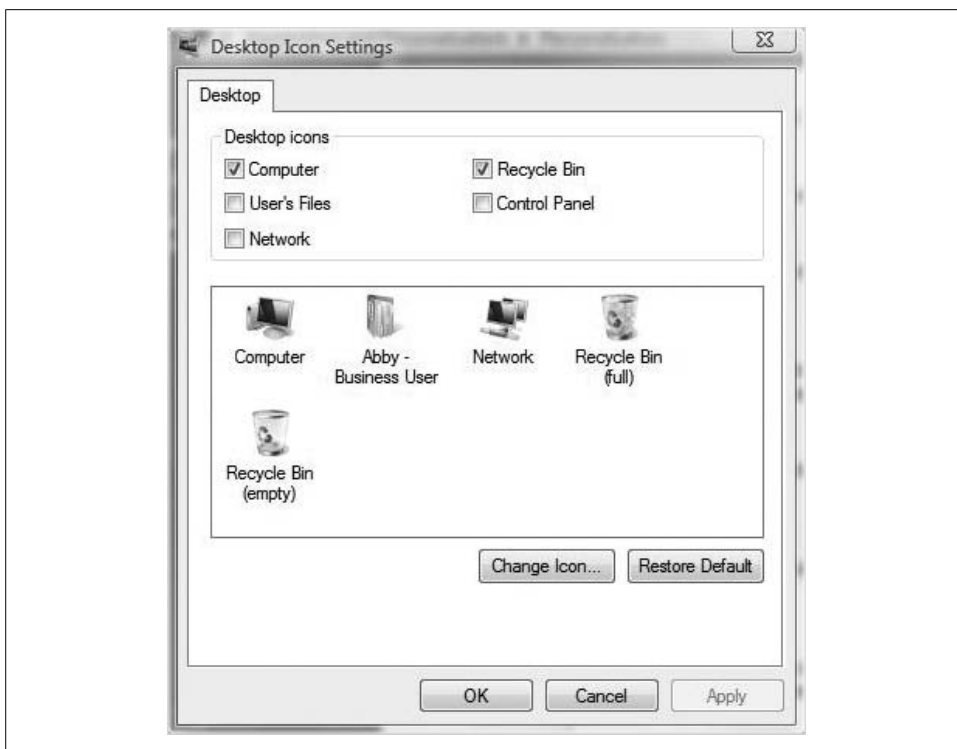 Desktop Icon Settings
Desktop
Desktop icons
Computer
Recycle Bin
User's Files
Control Panel
Network
Computer
Abby -
Business User
Network
Recycle Bin
(full)
Recycle Bin
(empty)
Change Icon...
Restore Default
OK
Cancel
Apply